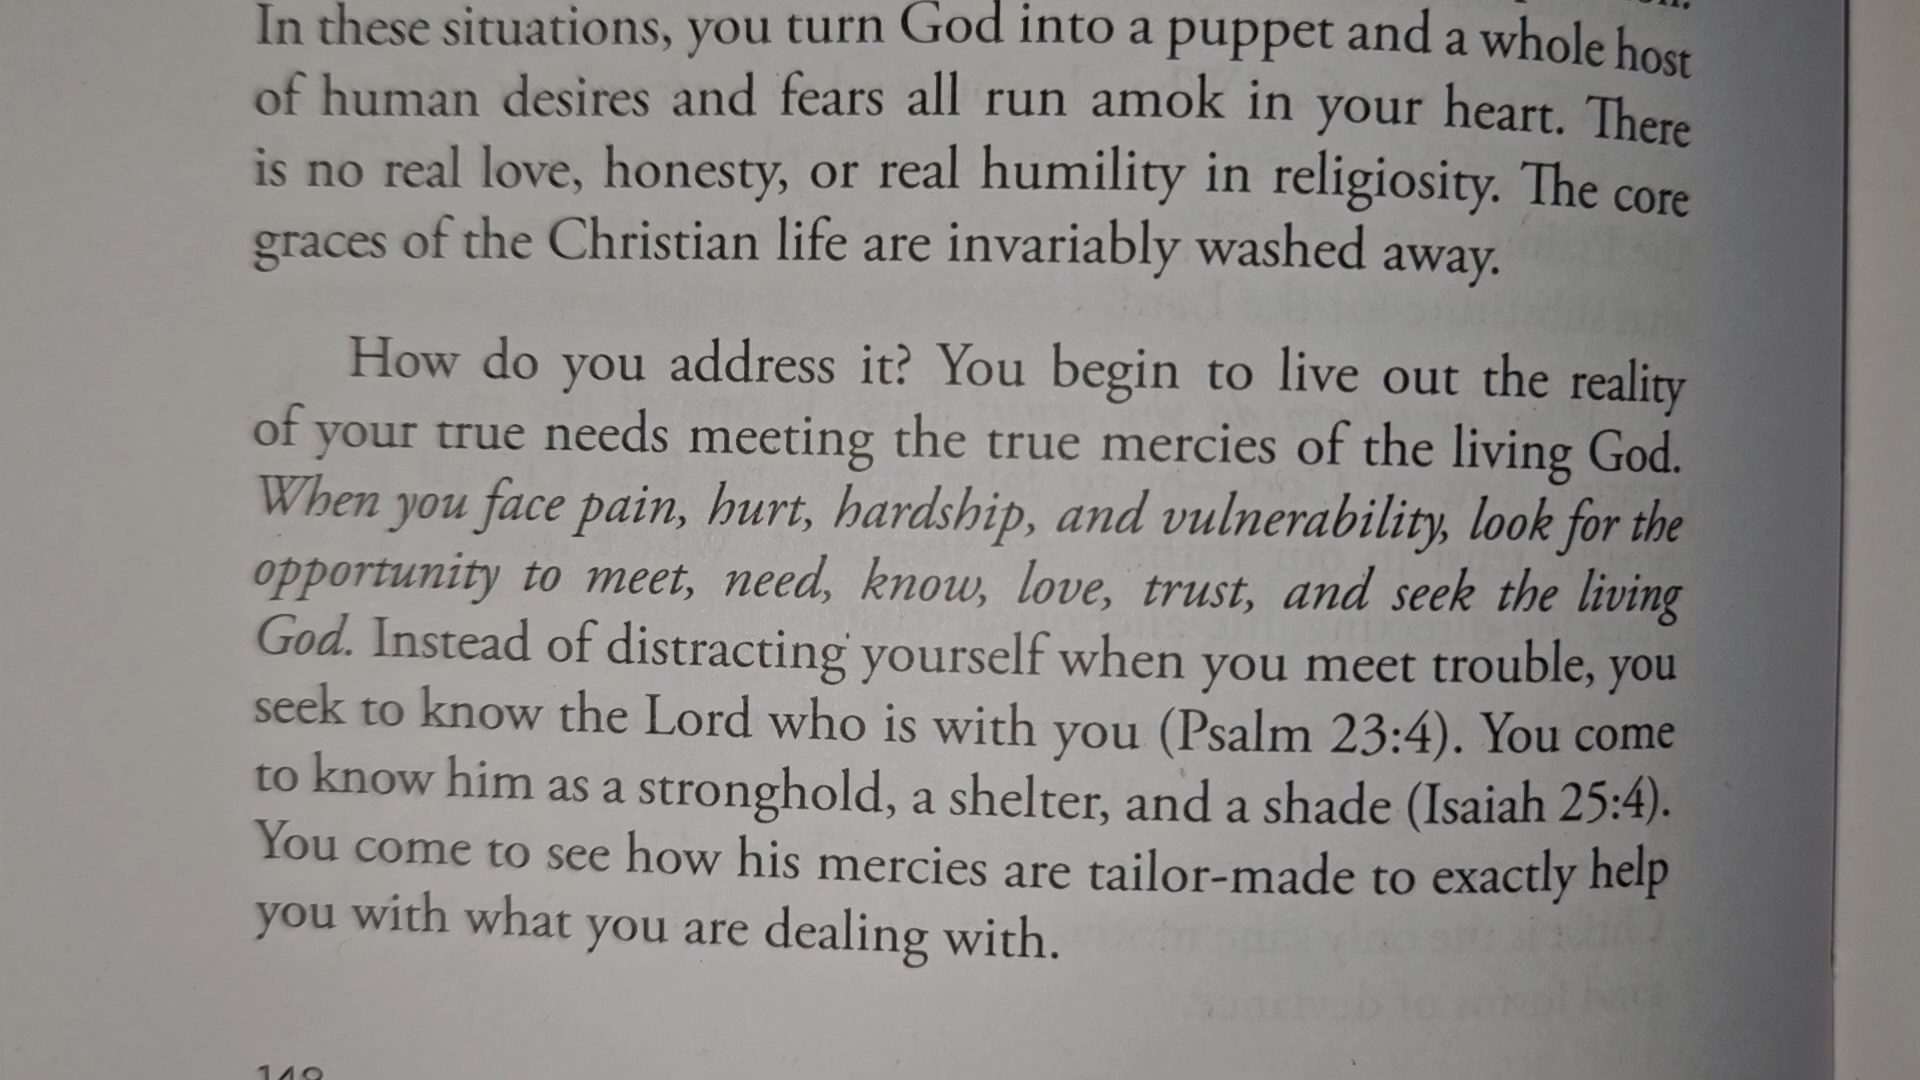 In these situations, you turn God into a puppet and a whole host
of human desires and fears all run amok in your heart. There
is no real love, honesty, or real humility in religiosity. The core
graces of the Christian life are invariably washed away.
How do you address it? You begin to live out the reality
of your true needs meeting the true mercies of the living God.
When you face pain, hurt, hardship, and vulnerability, look for the
opportunity to meet, need, know, love, trust, and seek the living
God. Instead of distracting yourself when you meet trouble, you
seek to know the Lord who is with you (Psalm 23:4). You come
to know him as a stronghold, a shelter, and a shade (Isaiah 25:4).
You come to see how his mercies are tailor-made to exactly help
you with what you are dealing with.